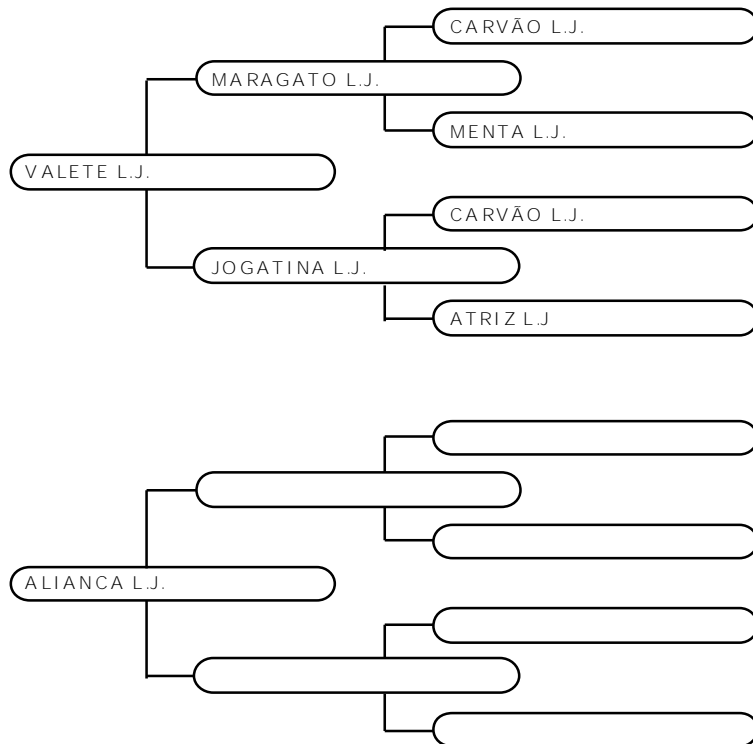 CARVÃO L.J.
MARAGATO L.J.
MENTA L.J.
VALETE L.J.
CARVÃO L.J.
JOGATINA L.J.
ATRIZ L.J
ALIANCA L.J.